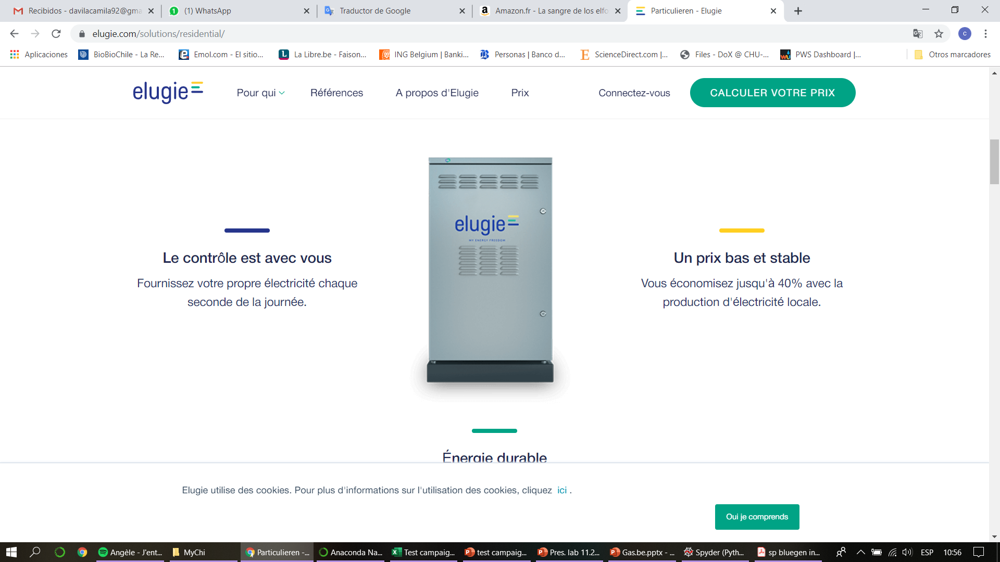 Recibidos - davilacamila92@gma
(1) WhatsApp
Traductor de Google
Amazon.fr - La sangre de los elfo
Particulieren - Elugie
elugie.com/solutions/residential/
c
Aplicaciones
BioBioChile - La Re...
Emol.com - El sitio...
La Libre.be - Faison...
ING Belgium | Banki...
Personas | Banco d...
ScienceDirect.com |...
Files - DoX @ CHU-...
PWS Dashboard |...
Otros marcadores
elugie
Pour qui
Références
A propos d'Elugie
Prix
Connectez-vous
CALCULER VOTRE PRIX
elugie
MY ENERGY FREEDOM
Le contrôle est avec vous
Fournissez votre propre électricité chaque
seconde de la journée.
Un prix bas et stable
Vous économisez jusqu'à 40% avec la
production d'électricité locale.
Énergie durable
Elugie utilise des cookies. Pour plus d'informations sur l'utilisation des cookies, cliquez ici .
Oui je comprends
Angèle - J'ent...
MyChi
Particulieren -...
Anaconda Na...
Test campaig...
test campaig...
Pres. lab 11.2...
Gas.be.pptx - ...
Spyder (Pyth...
sp bluegen in...
ESP
10:56